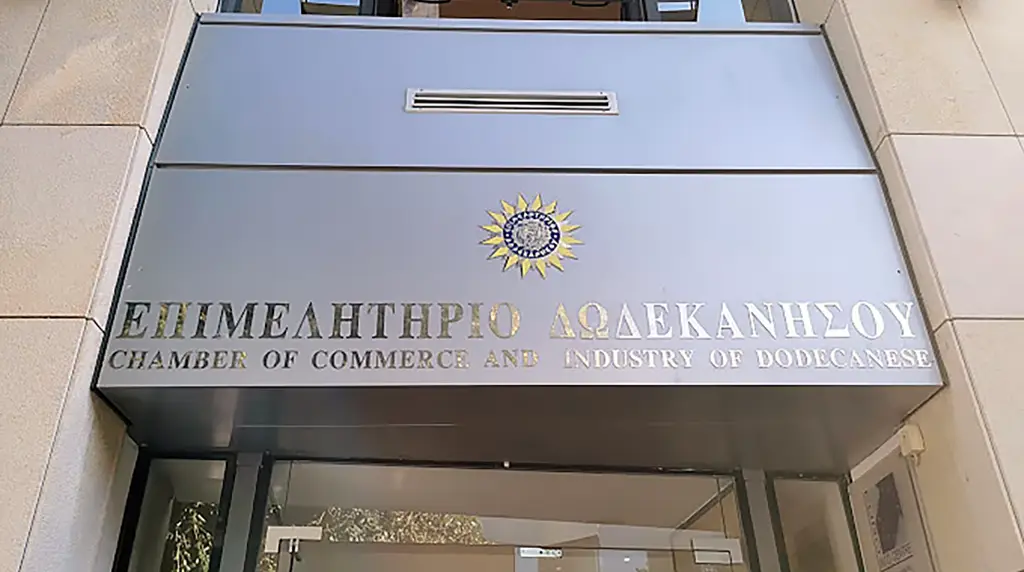 ΕΠΙΜΕΛΗΤΗΡΙΟ ΔΩΔΕΚΑΝΗΣΟΥ
CHAMBER OF COMMERCE AND INDUSTRY OF DODECANESE